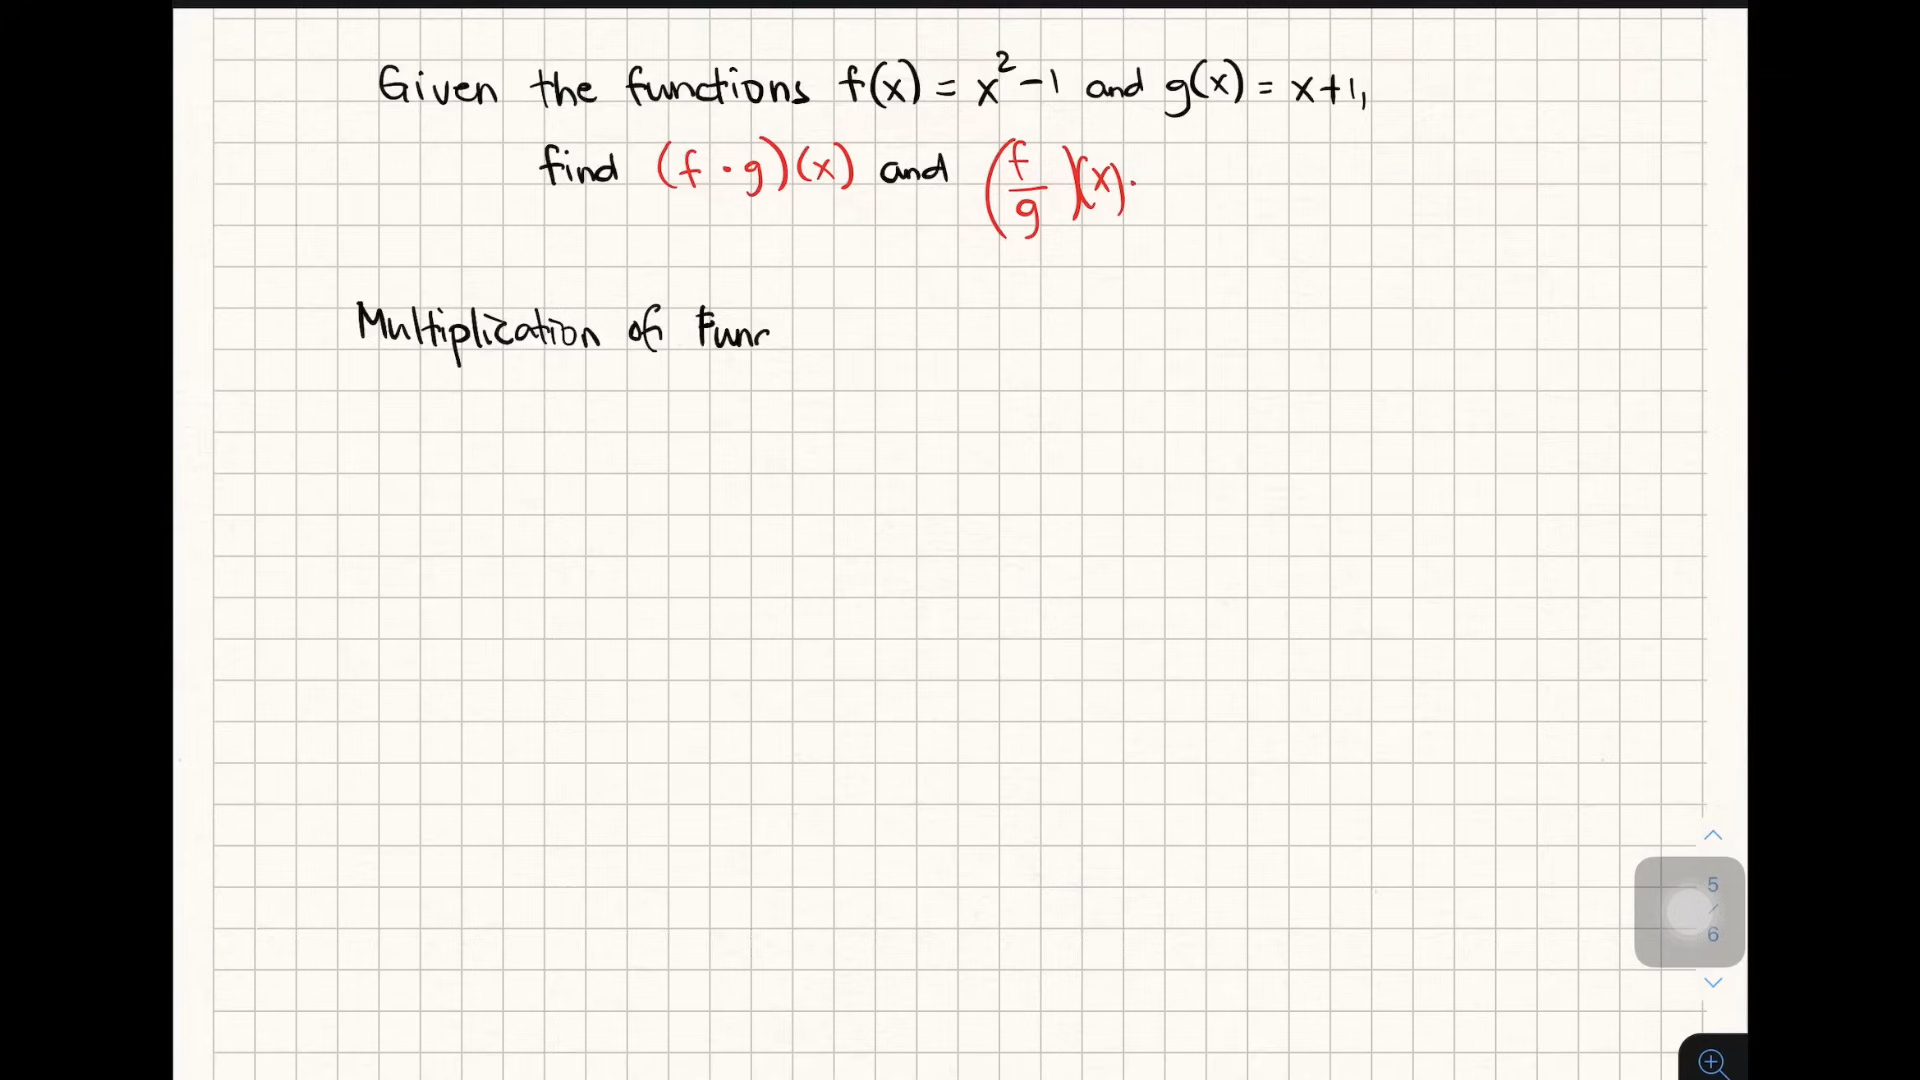 Given the functions f(x) = x² - 1 and g(x) = x + 1,
find (f · g)(x) and (f/g)(x).
Multiplication of Func
5
/
6